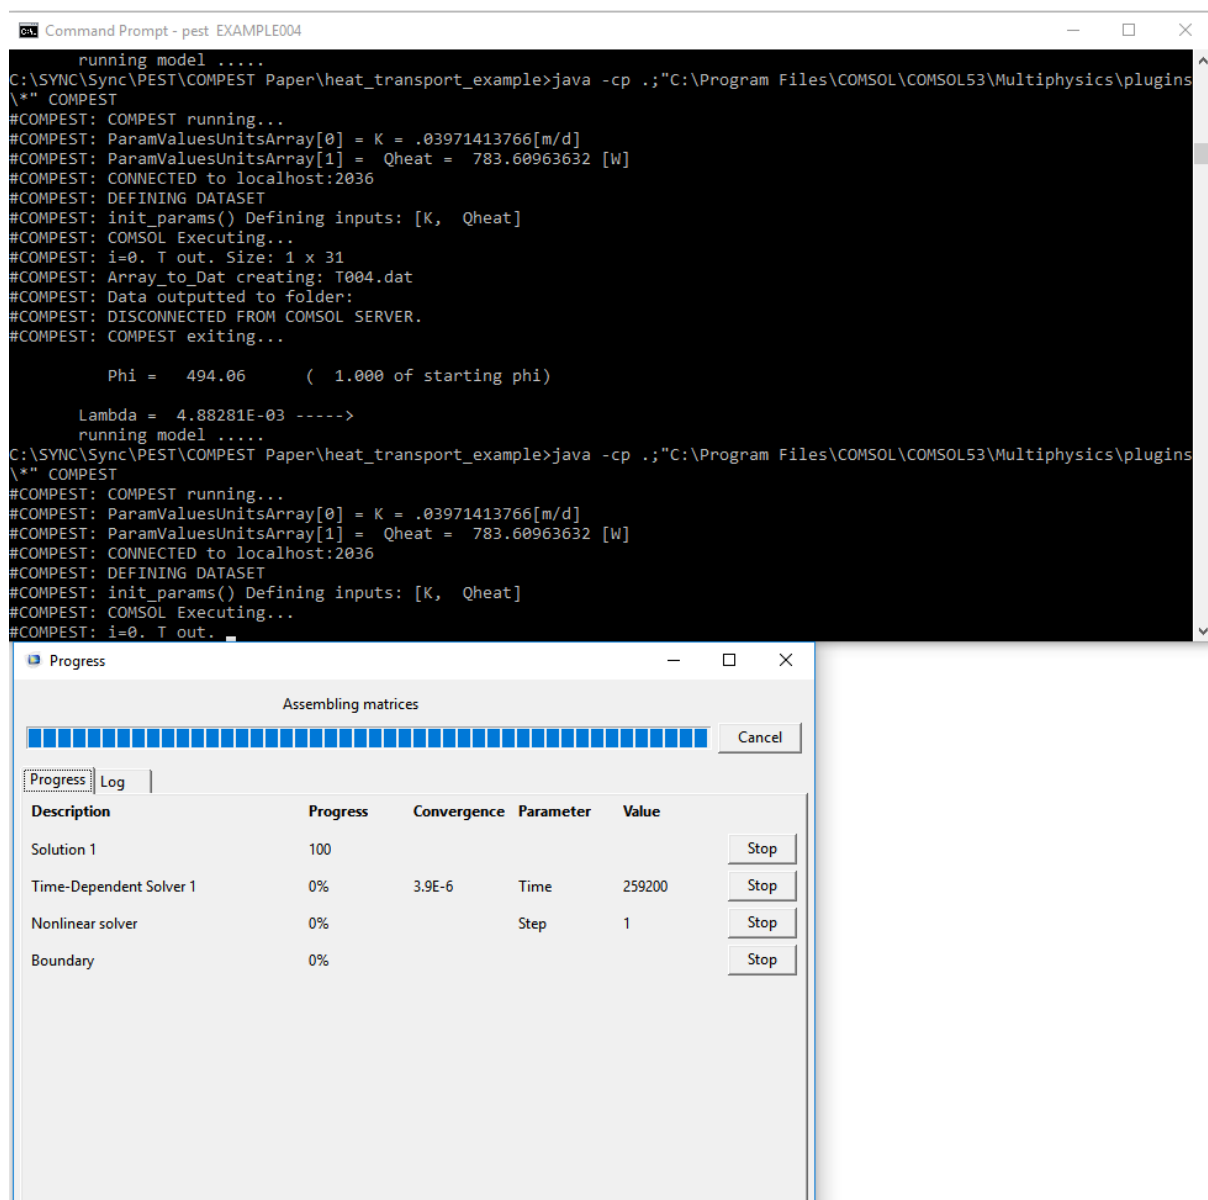 Command Prompt - pest  EXAMPLE004
running model .....
C:\SYNC\Sync\PEST\COMPEST Paper\heat_transport_example>java -cp .;"C:\Program Files\COMSOL\COMSOL53\Multiphysics\plugins
\*" COMPEST
#COMPEST: COMPEST running...
#COMPEST: ParamValuesUnitsArray[0] = K = .03971413766[m/d]
#COMPEST: ParamValuesUnitsArray[1] =  Qheat =  783.60963632 [W]
#COMPEST: CONNECTED to localhost:2036
#COMPEST: DEFINING DATASET
#COMPEST: init_params() Defining inputs: [K,  Qheat]
#COMPEST: COMSOL Executing...
#COMPEST: i=0. T out. Size: 1 x 31
#COMPEST: Array_to_Dat creating: T004.dat
#COMPEST: Data outputted to folder:
#COMPEST: DISCONNECTED FROM COMSOL SERVER.
#COMPEST: COMPEST exiting...
Phi =   494.06      (  1.000 of starting phi)
Lambda =  4.88281E-03 ----->
running model .....
C:\SYNC\Sync\PEST\COMPEST Paper\heat_transport_example>java -cp .;"C:\Program Files\COMSOL\COMSOL53\Multiphysics\plugins
\*" COMPEST
#COMPEST: COMPEST running...
#COMPEST: ParamValuesUnitsArray[0] = K = .03971413766[m/d]
#COMPEST: ParamValuesUnitsArray[1] =  Qheat =  783.60963632 [W]
#COMPEST: CONNECTED to localhost:2036
#COMPEST: DEFINING DATASET
#COMPEST: init_params() Defining inputs: [K,  Qheat]
#COMPEST: COMSOL Executing...
#COMPEST: i=0. T out. _
Progress
Assembling matrices
Cancel
Progress Log
Description Progress Convergence Parameter Value
Solution 1 100 Stop
Time-Dependent Solver 1 0% 3.9E-6 Time 259200 Stop
Nonlinear solver 0% Step 1 Stop
Boundary 0% Stop